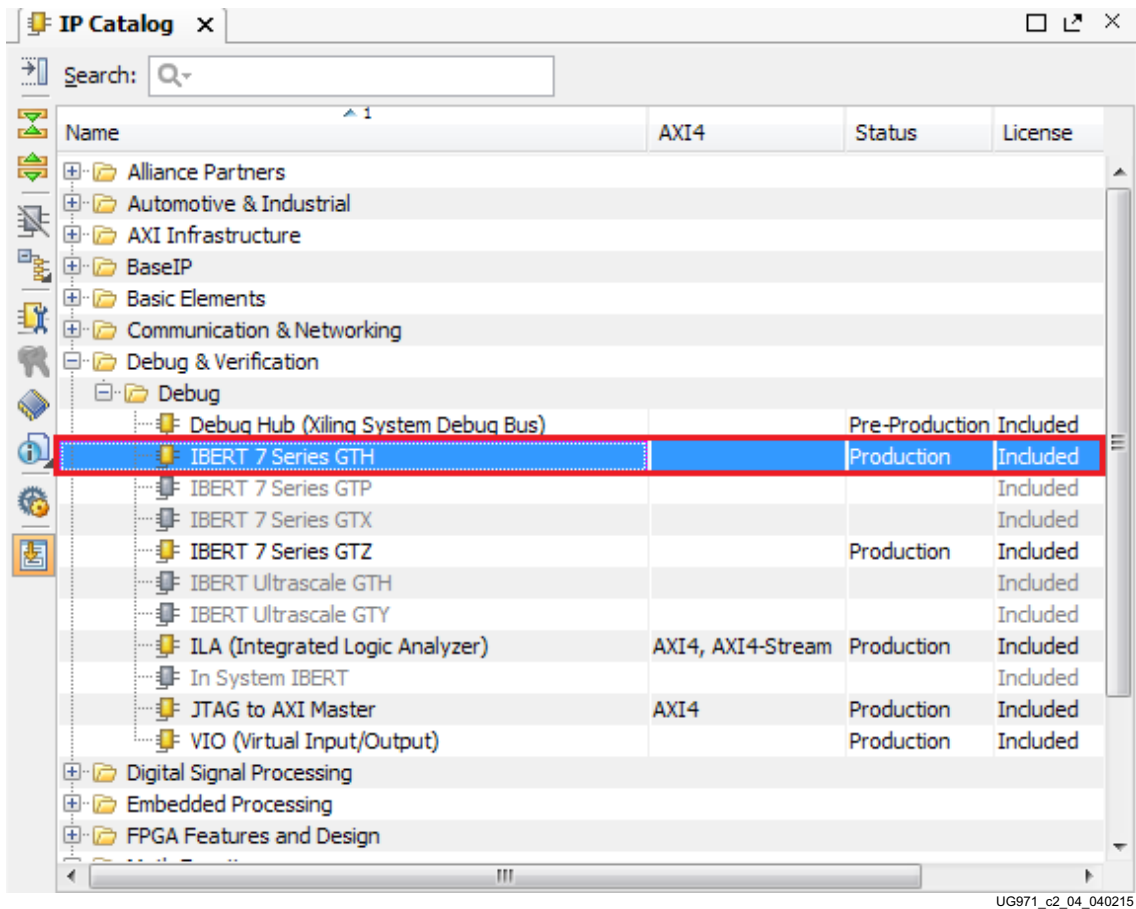 IP Catalog
Search:
Name 1 AXI4 Status License
Alliance Partners
Automotive & Industrial
AXI Infrastructure
BaseIP
Basic Elements
Communication & Networking
Debug & Verification
Debug
Debug Hub (Xiling System Debug Bus) Pre-Production Included
IBERT 7 Series GTH Production Included
IBERT 7 Series GTP Included
IBERT 7 Series GTX Included
IBERT 7 Series GTZ Production Included
IBERT Ultrascale GTH Included
IBERT Ultrascale GTY Included
ILA (Integrated Logic Analyzer) AXI4, AXI4-Stream Production Included
In System IBERT Included
JTAG to AXI Master AXI4 Production Included
VIO (Virtual Input/Output) Production Included
Digital Signal Processing
Embedded Processing
FPGA Features and Design
UG971_c2_04_040215